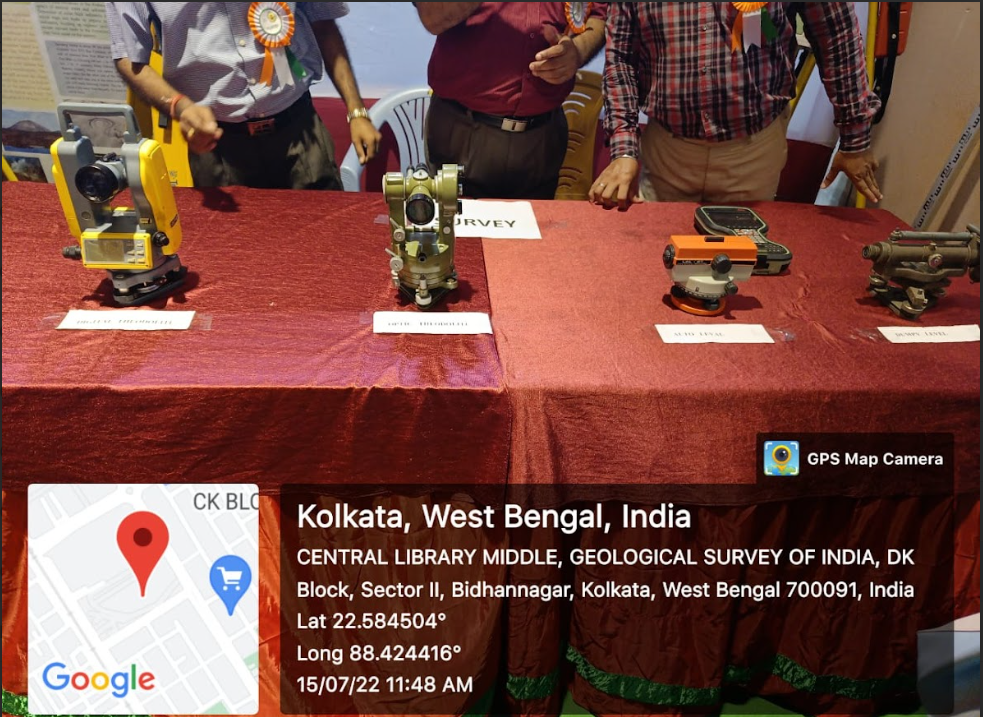 SURVEY
DIGITAL THEODOLITE
OPTIC THEODOLITE
AUTO LEVEL
DUMPY LEVEL
GPS Map Camera
CK BLO
Google
Kolkata, West Bengal, India
CENTRAL LIBRARY MIDDLE, GEOLOGICAL SURVEY OF INDIA, DK
Block, Sector II, Bidhannagar, Kolkata, West Bengal 700091, India
Lat 22.584504°
Long 88.424416°
15/07/22 11:48 AM